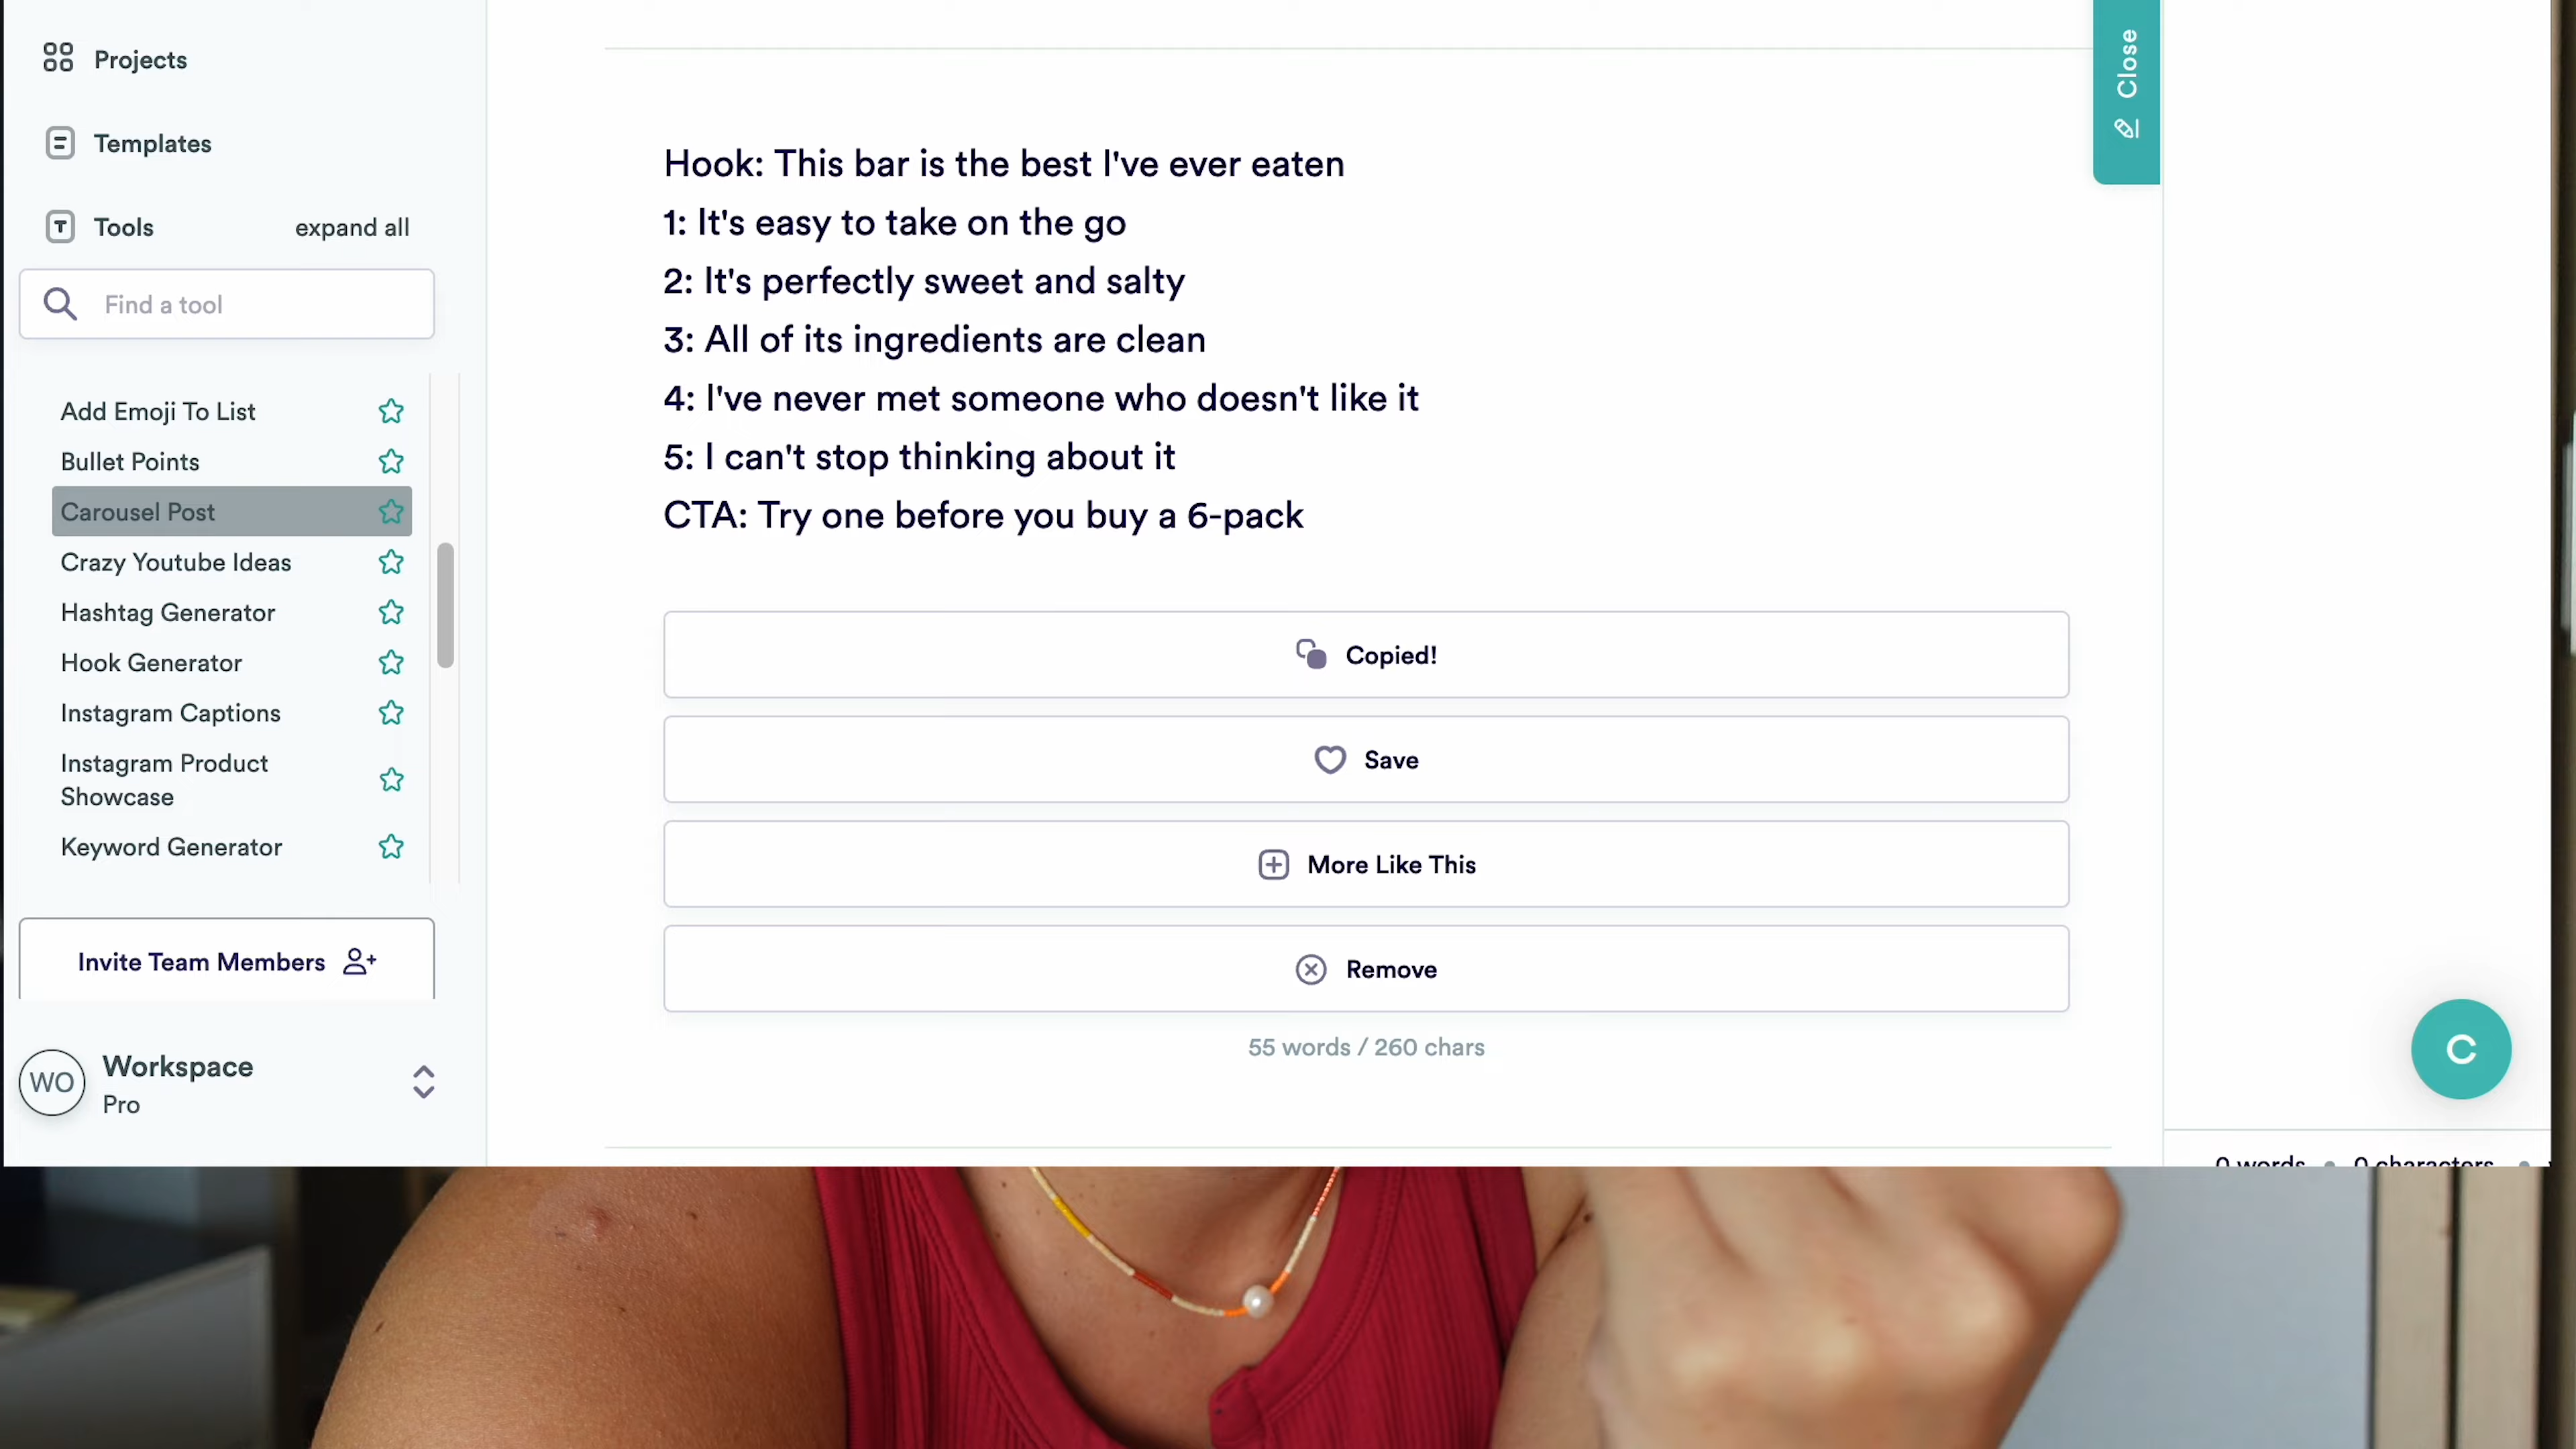 Projects
Templates
Tools expand all
Find a tool
Add Emoji To List
Bullet Points
Carousel Post
Crazy Youtube Ideas
Hashtag Generator
Hook Generator
Instagram Captions
Instagram Product
Showcase
Keyword Generator
Invite Team Members
WO
Workspace
Pro
Hook: This bar is the best I've ever eaten
1: It's easy to take on the go
2: It's perfectly sweet and salty
3: All of its ingredients are clean
4: I've never met someone who doesn't like it
5: I can't stop thinking about it
CTA: Try one before you buy a 6-pack
Copied!
Save
More Like This
Remove
55 words / 260 chars
Close
C
0 words • 0 characters •